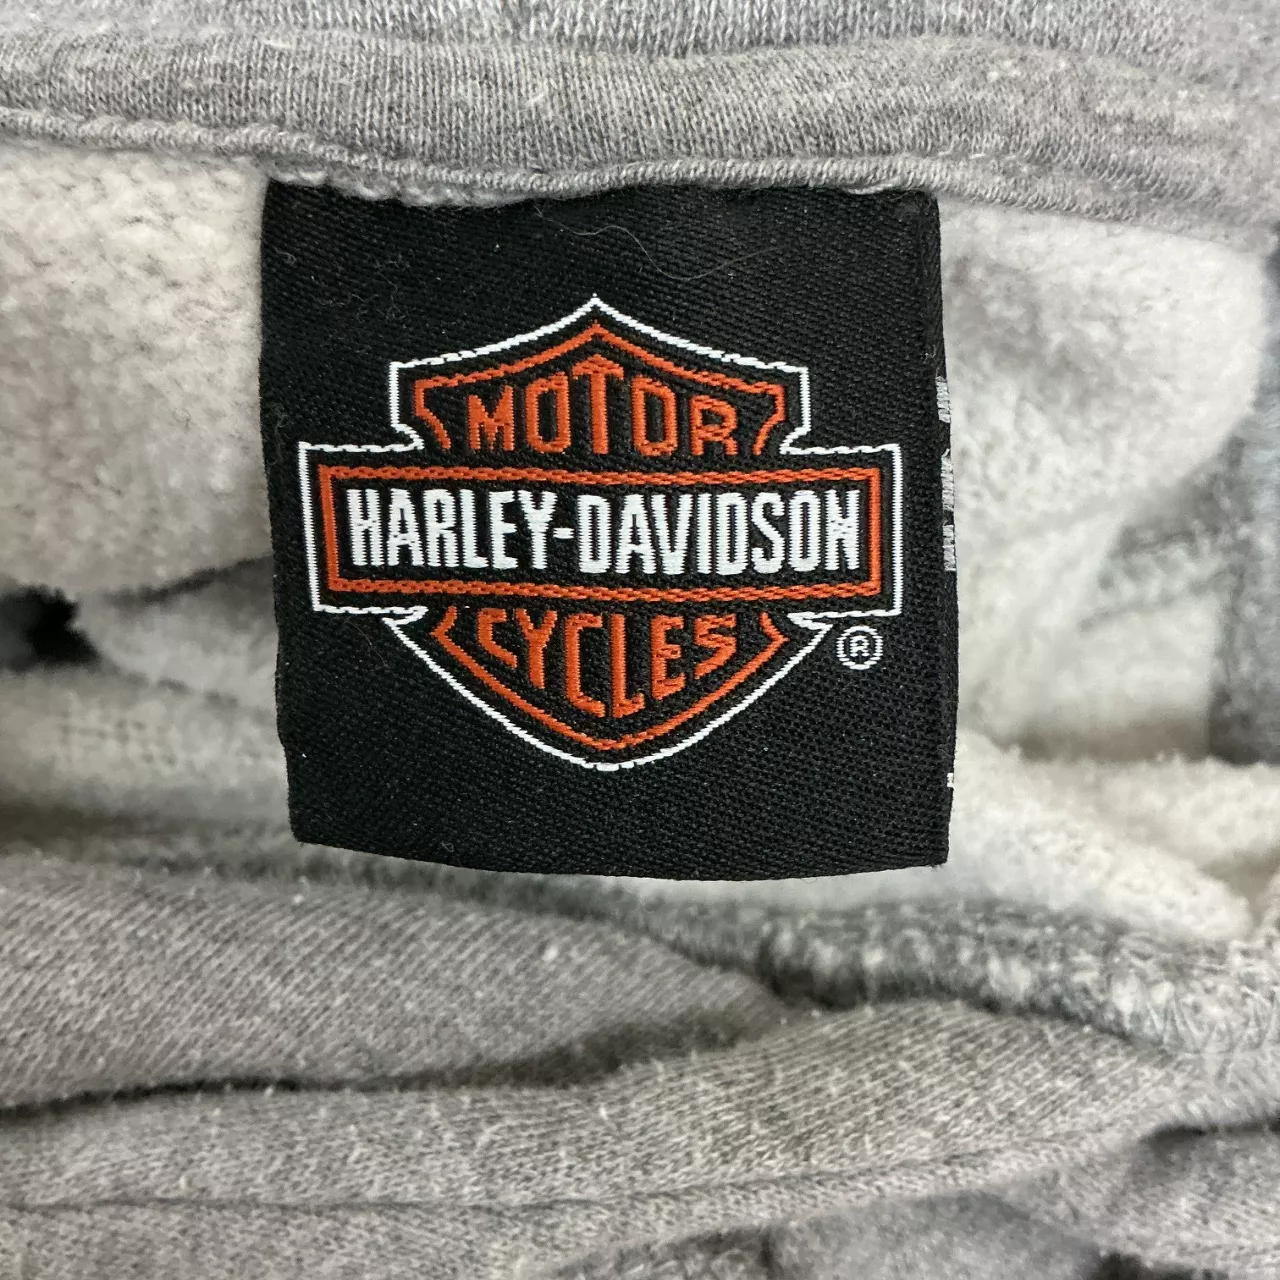 MOTOR
HARLEY-DAVIDSON
CYCLES
®